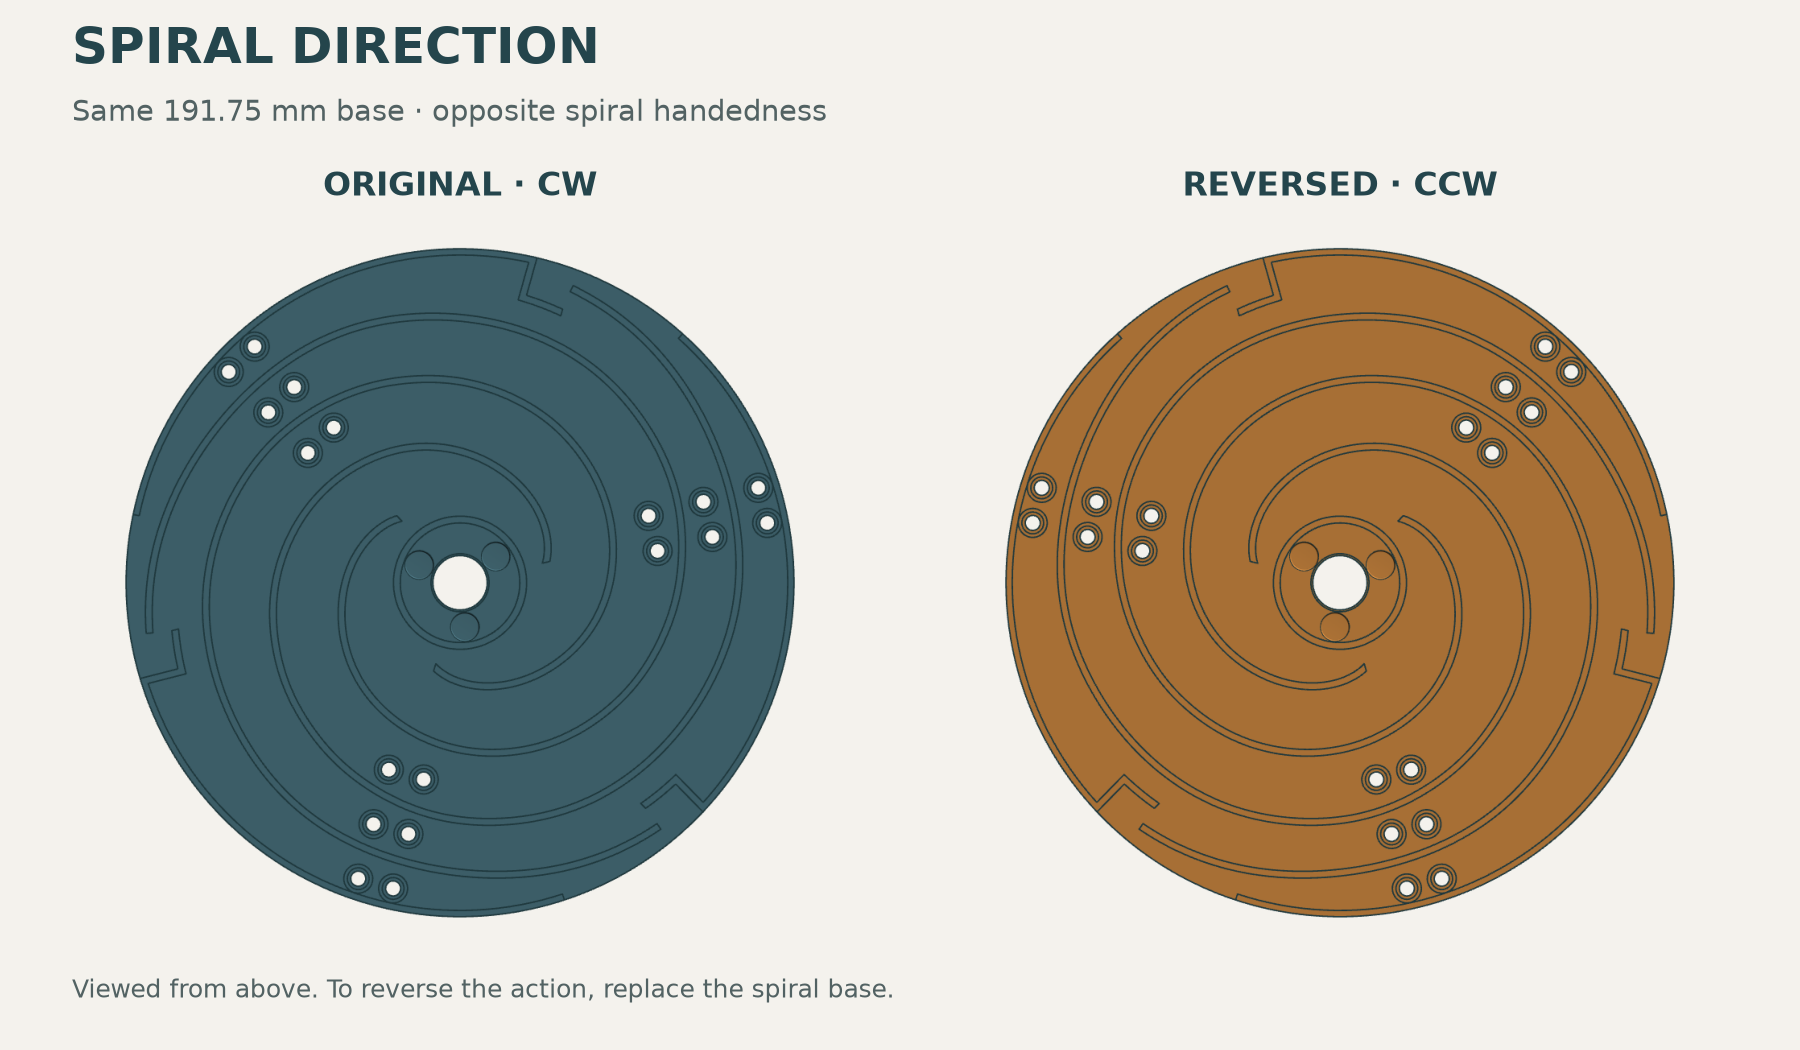 SPIRAL DIRECTION
Same 191.75 mm base · opposite spiral handedness
ORIGINAL · CW
REVERSED · CCW
Viewed from above. To reverse the action, replace the spiral base.